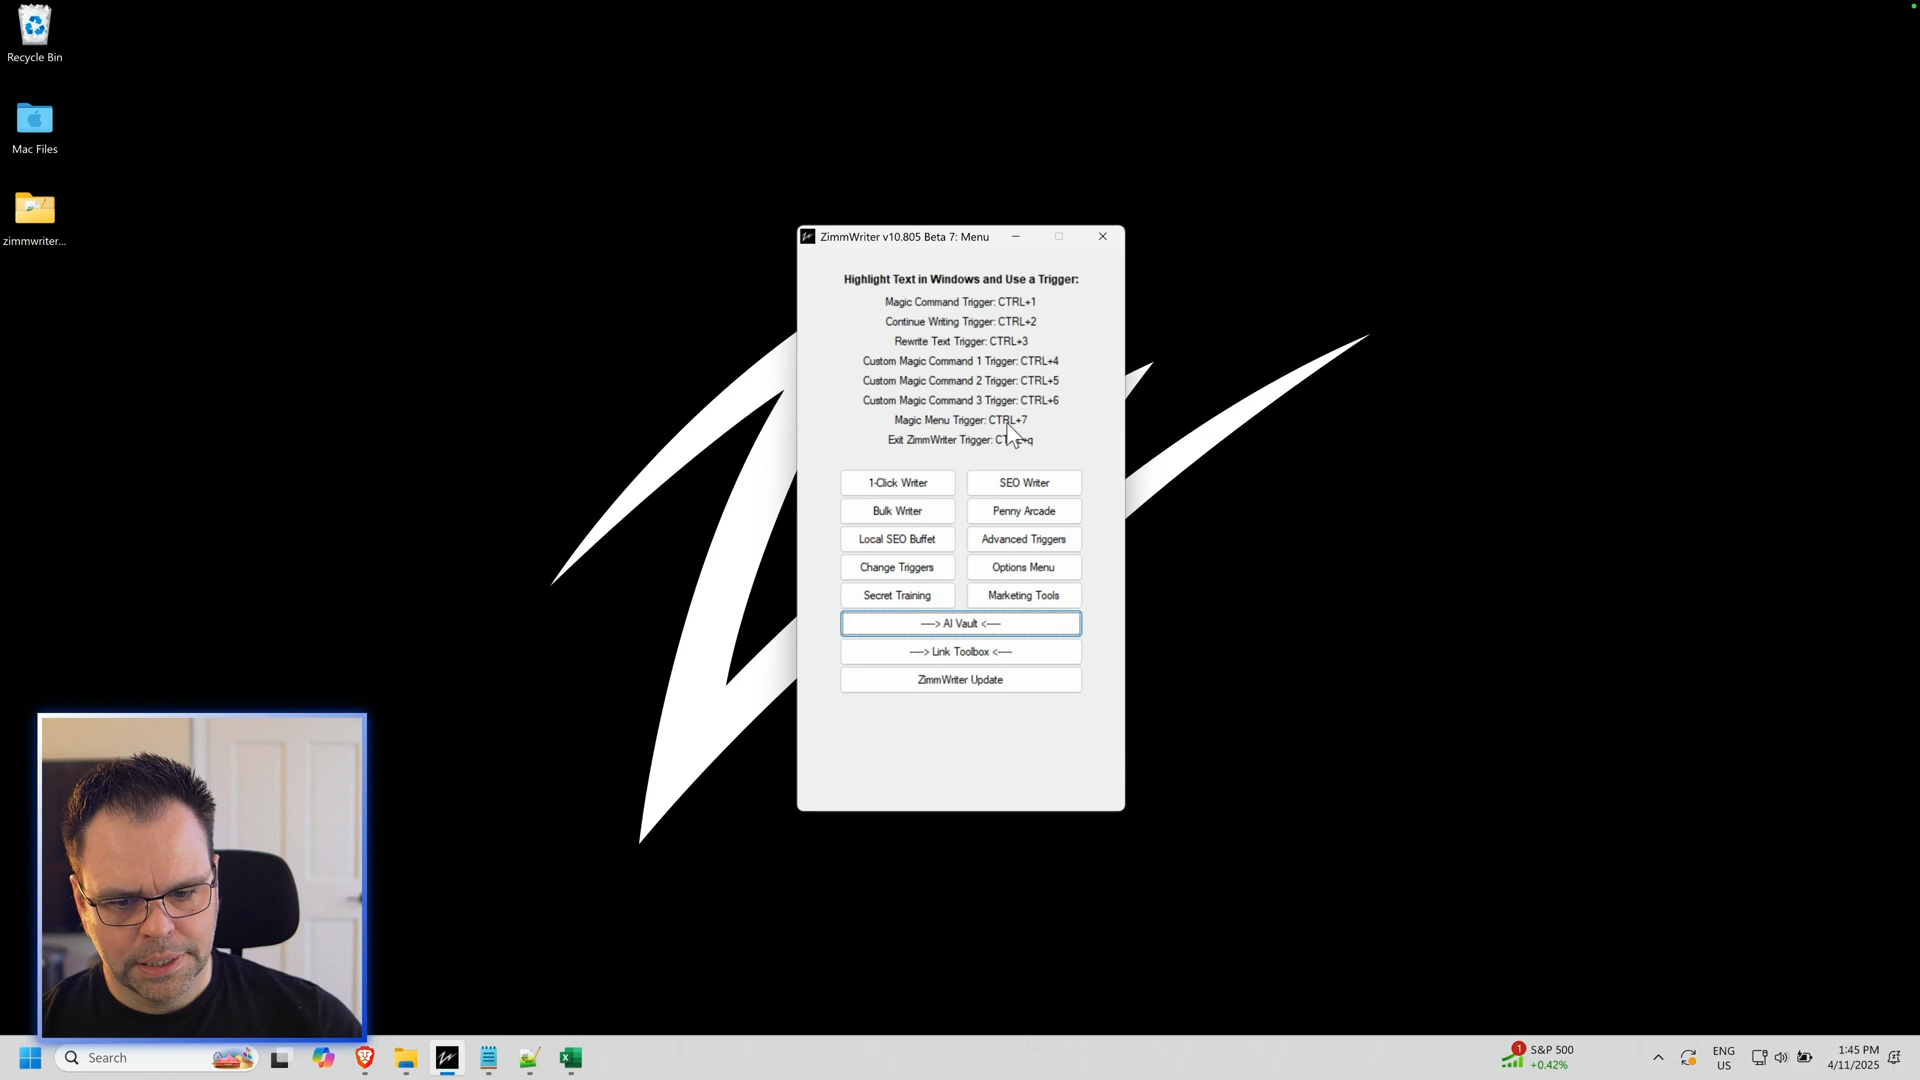 Recycle Bin
Mac Files
zimmwriter...
ZimmWriter v10.805 Beta 7: Menu
Highlight Text in Windows and Use a Trigger:
Magic Command Trigger: CTRL+1
Continue Writing Trigger: CTRL+2
Rewrite Text Trigger: CTRL+3
Custom Magic Command 1 Trigger: CTRL+4
Custom Magic Command 2 Trigger: CTRL+5
Custom Magic Command 3 Trigger: CTRL+6
Magic Menu Trigger: CTRL+7
Exit ZimmWriter Trigger:
1-Click Writer
SEO Writer
Bulk Writer
Penny Arcade
Local SEO Buffet
Advanced Triggers
Change Triggers
Options Menu
Secret Training
Marketing Tools
-----> AI Vault <-----
-----> Link Toolbox <-----
ZimmWriter Update
Search
1
S&P 500
+0.42%
ENG
US
1:45 PM
4/11/2025